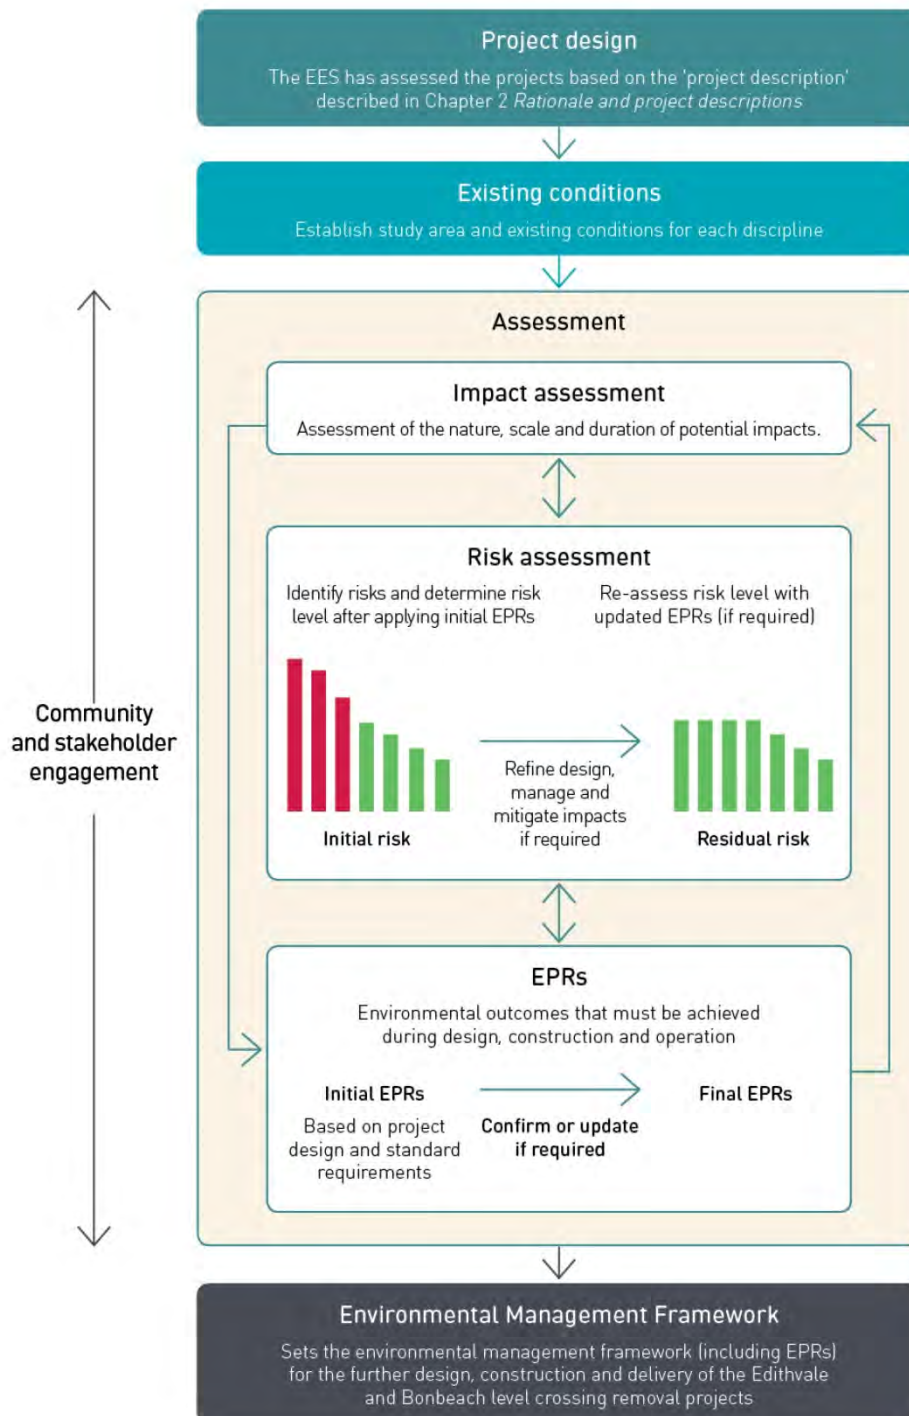 Project design
The EES has assessed the projects based on the 'project description'
described in Chapter 2 Rationale and project descriptions
Existing conditions
Establish study area and existing conditions for each discipline
Assessment
Impact assessment
Assessment of the nature, scale and duration of potential impacts.
Risk assessment
Identify risks and determine risk
level after applying initial EPRs
Re-assess risk level with
updated EPRs (if required)
Community
and stakeholder
engagement
Refine design,
manage and
mitigate impacts
if required
Initial risk
Residual risk
EPRs
Environmental outcomes that must be achieved
during design, construction and operation
Initial EPRs
Based on project
design and standard
requirements
Confirm or update
if required
Final EPRs
Environmental Management Framework
Sets the environmental management framework (including EPRs)
for the further design, construction and delivery of the Edithvale
and Bonbeach level crossing removal projects